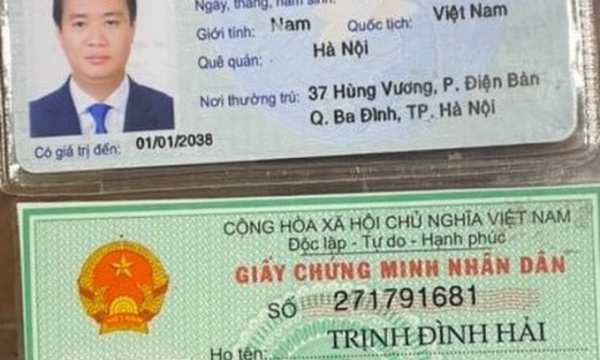 Ngày, tháng, năm sinh:
Giới tính: Nam Quốc tịch: Việt Nam
Quê quán: Hà Nội
Nơi thường trú: 37 Hùng Vương, P. Điện Bàn
Q. Ba Đình, TP. Hà Nội
Có giá trị đến: 01/01/2038
CỘNG HÒA XÃ HỘI CHỦ NGHĨA VIỆT NAM
Độc lập - Tự do - Hạnh phúc
GIẤY CHỨNG MINH NHÂN DÂN
SỐ 271791681
Họ tên: TRỊNH ĐÌNH HẢI